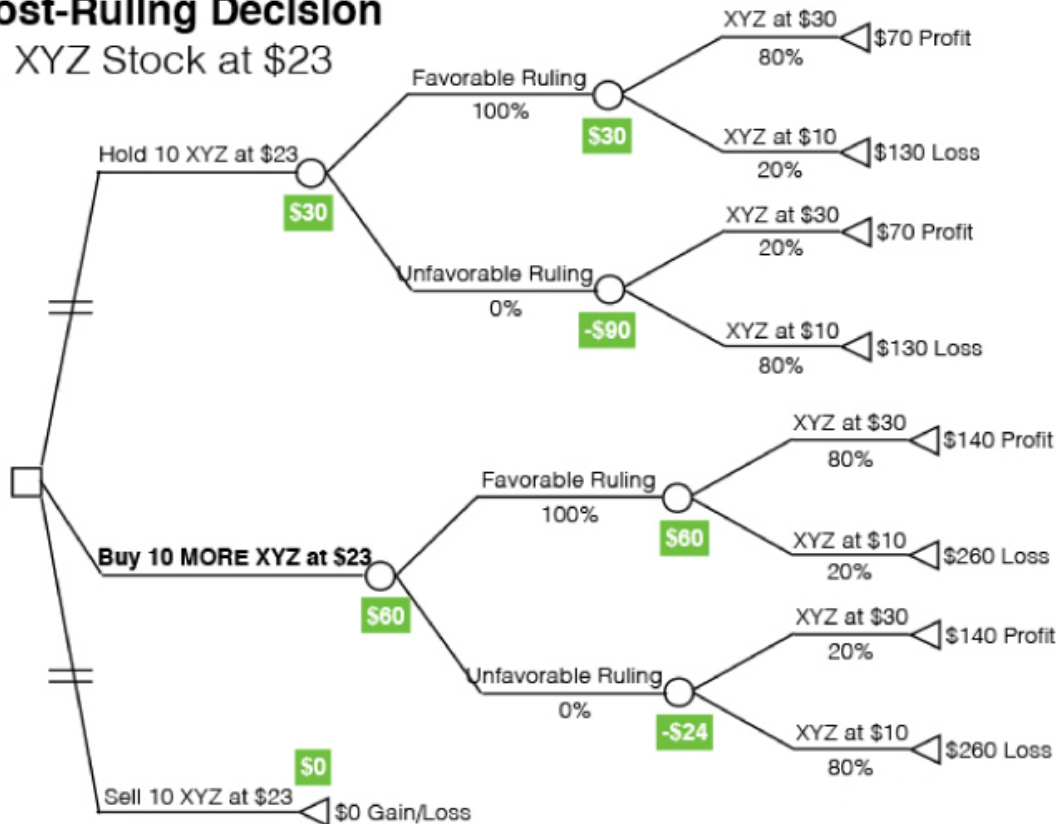 ost-Ruling Decision
XYZ Stock at $23
XYZ at $30
80%
$70 Profit
Favorable Ruling
100%
$30
XYZ at $10
20%
$130 Loss
Hold 10 XYZ at $23
$30
XYZ at $30
20%
$70 Profit
Unfavorable Ruling
0%
-$90
XYZ at $10
80%
$130 Loss
XYZ at $30
80%
$140 Profit
Favorable Ruling
100%
$60
XYZ at $10
20%
$260 Loss
Buy 10 MORE XYZ at $23
$60
XYZ at $30
20%
$140 Profit
Unfavorable Ruling
0%
-$24
XYZ at $10
80%
$260 Loss
$0
Sell 10 XYZ at $23
$0 Gain/Loss